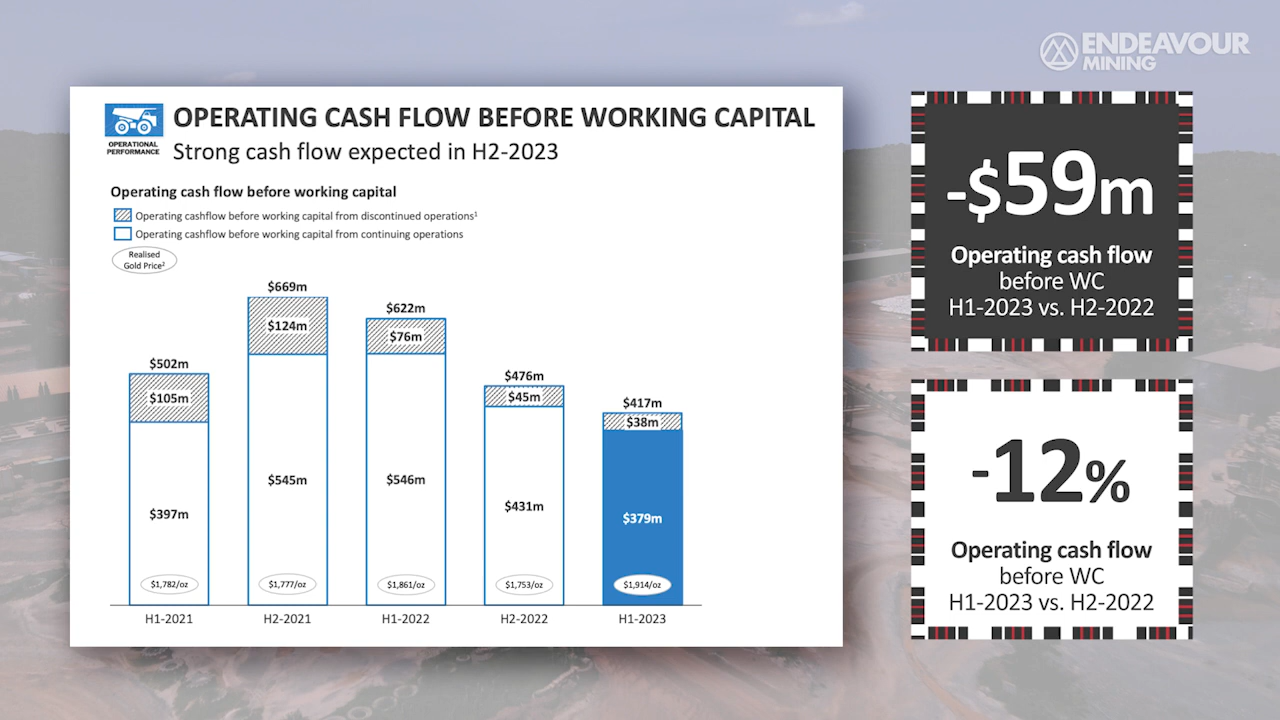 ENDEAVOUR
MINING
OPERATIONAL
PERFORMANCE
OPERATING CASH FLOW BEFORE WORKING CAPITAL
Strong cash flow expected in H2-2023
Operating cash flow before working capital
Operating cashflow before working capital from discontinued operations¹
Operating cashflow before working capital from continuing operations
Realised
Gold Price²
$502m
$105m
$397m
$1,782/oz
H1-2021
$669m
$124m
$545m
$1,777/oz
H2-2021
$622m
$76m
$546m
$1,861/oz
H1-2022
$476m
$45m
$431m
$1,753/oz
H2-2022
$417m
$38m
$379m
$1,914/oz
H1-2023
-$59m
Operating cash flow
before WC
H1-2023 vs. H2-2022
-12%
Operating cash flow
before WC
H1-2023 vs. H2-2022